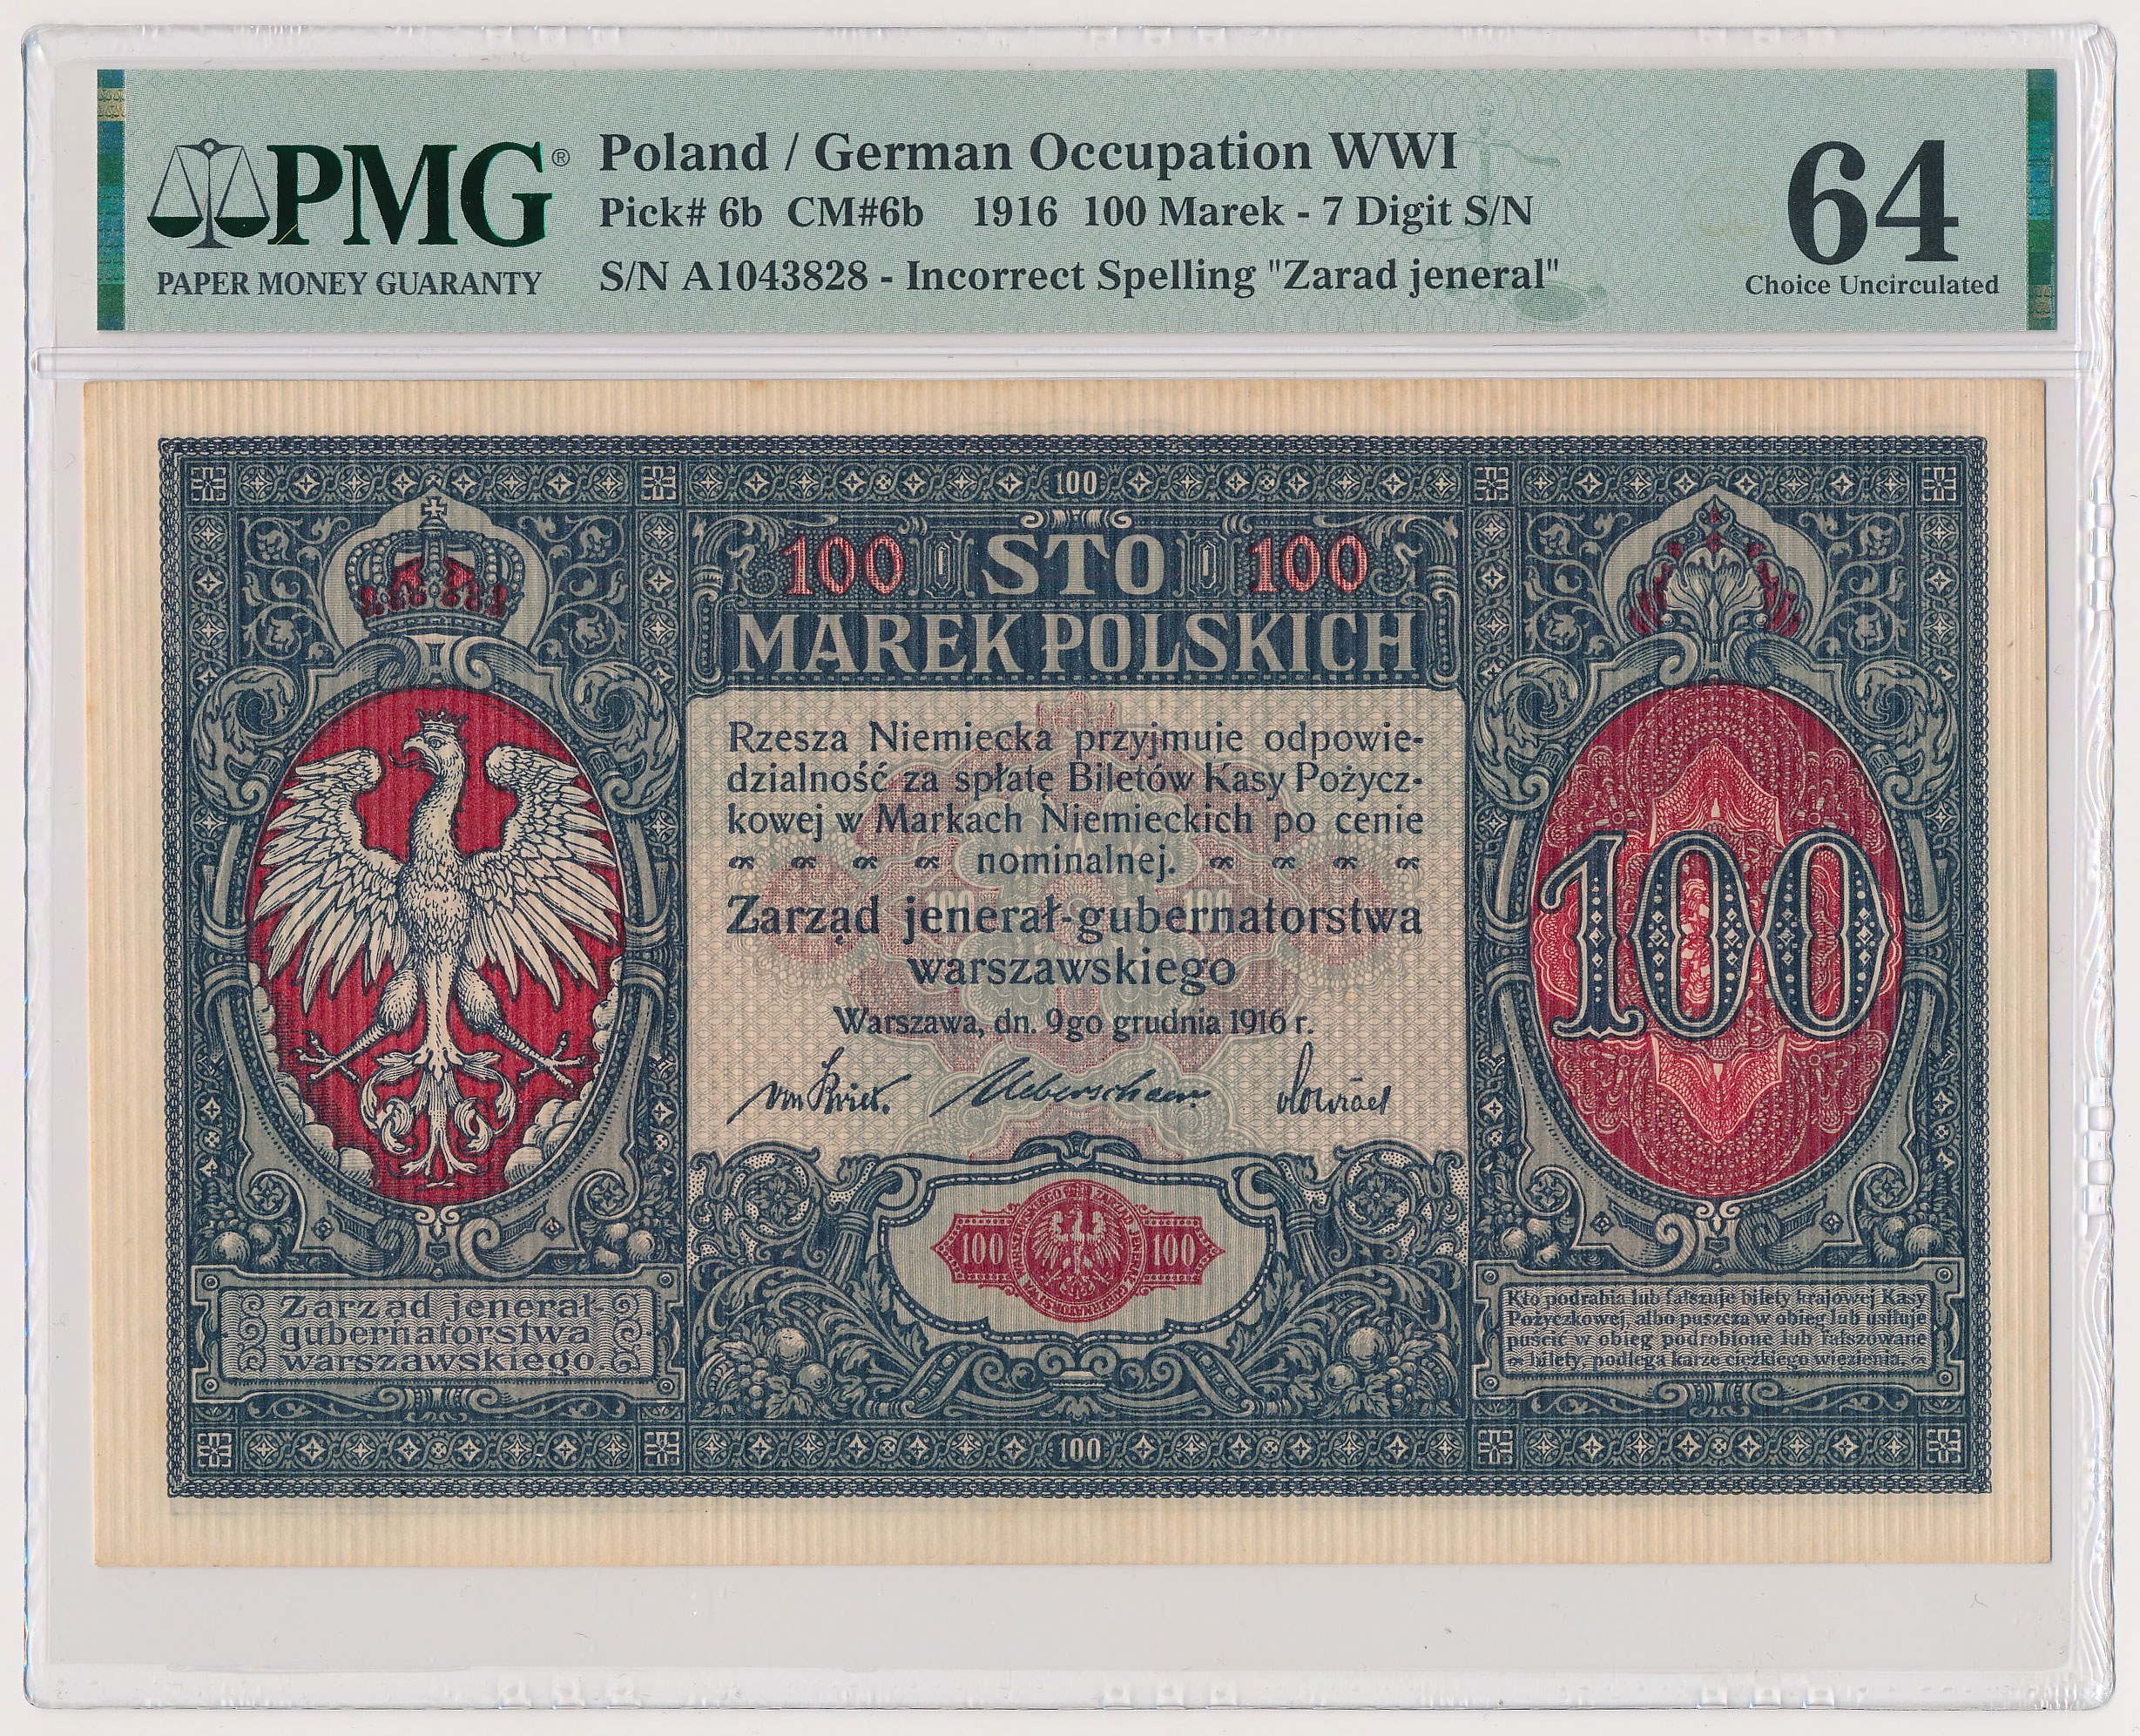 PMG®
PAPER MONEY GUARANTY
Poland / German Occupation WWI
Pick# 6b CM#6b 1916 100 Marek - 7 Digit S/N
S/N A1043828 - Incorrect Spelling "Zarad jeneral"
64
Choice Uncirculated
100
100 STO 100
MAREK POLSKICH
Rzesza Niemiecka przyjmuje odpowie-
dzialność za spłatę Biletów Kasy Pożycz-
kowej w Markach Niemieckich po cenie
nominalnej.
100 100
Zarząd jenerał-gubernatorstwa
warszawskiego
Warszawa, dn. 9go grudnia 1916 r.
100
100 100
Zarząd jenerał-
gubernatorstwa
warszawskiego
Kto podrabia lub fałszuje bilety krajowej Kasy
Pożyczkowej, albo puszcza w obieg lub usiłuje
puścić w obieg podrobione lub fałszowane
bilety, podlega karze ciężkiego więzienia.
100